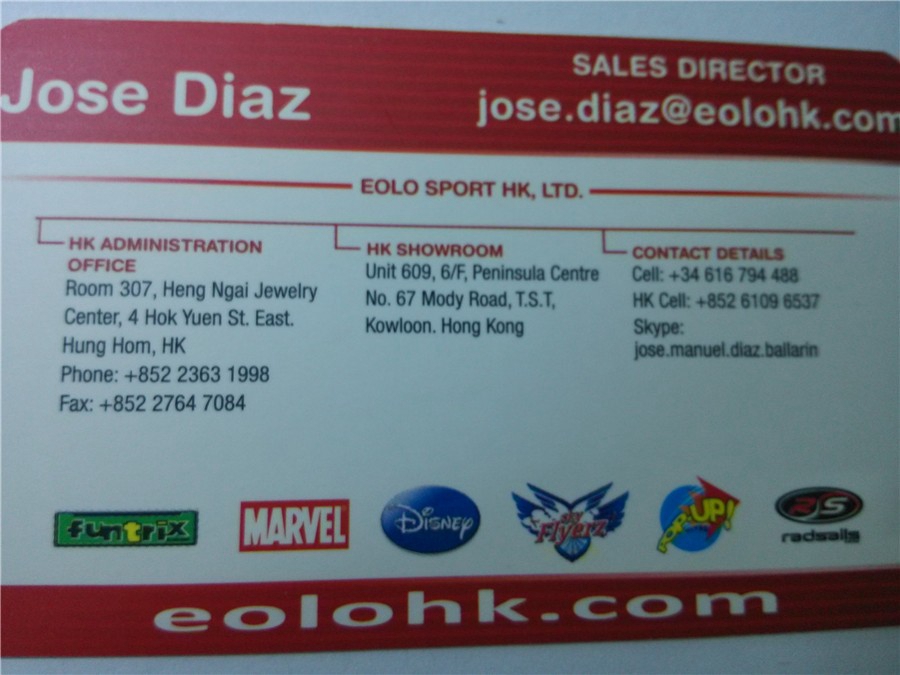 Jose Diaz
SALES DIRECTOR
jose.diaz@eolohk.com
EOLO SPORT HK, LTD.
HK ADMINISTRATION
OFFICE
Room 307, Heng Ngai Jewelry
Center, 4 Hok Yuen St. East.
Hung Hom, HK
Phone: +852 2363 1998
Fax: +852 2764 7084
HK SHOWROOM
Unit 609, 6/F, Peninsula Centre
No. 67 Mody Road, T.S.T,
Kowloon. Hong Kong
CONTACT DETAILS
Cell: +34 616 794 488
HK Cell: +852 6109 6537
Skype:
jose.manuel.diaz.ballarin
funtrix
MARVEL
DISNEY
SKY
Flyerz
POP-UP!
RS
radsails
eolohk.com